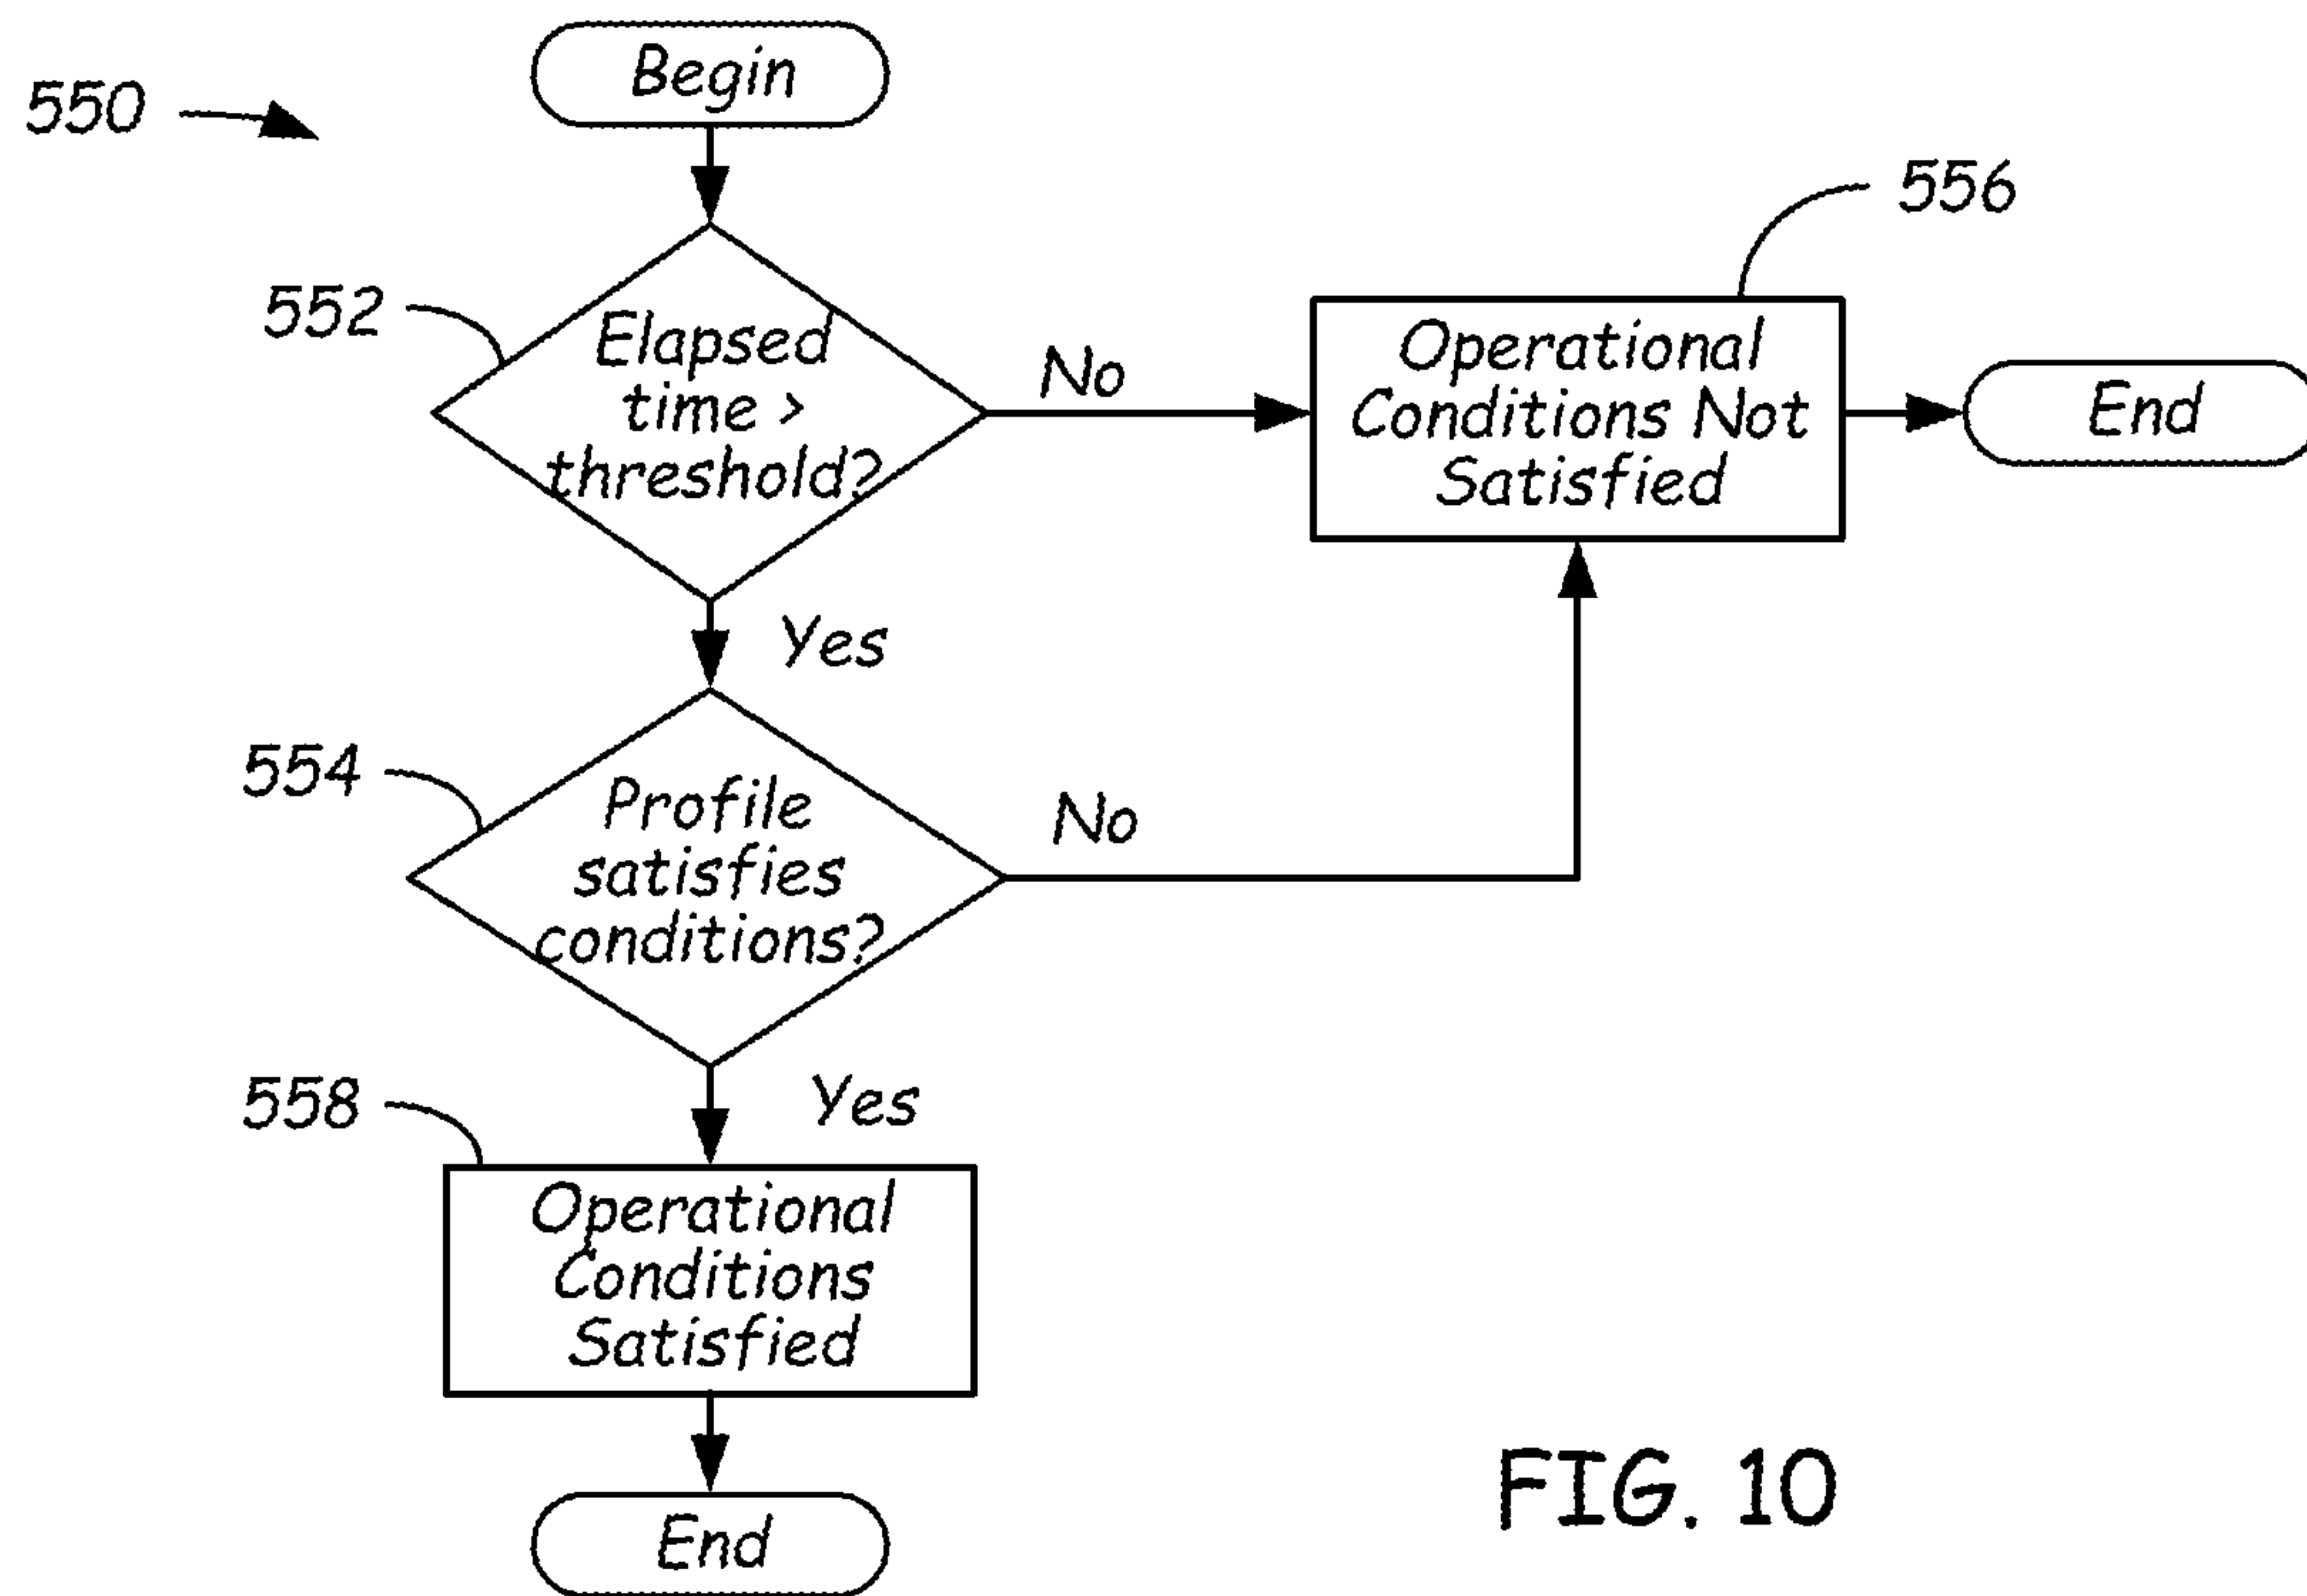 Begin
550
556
552
Elapsed
time >
threshold?
No
Operational
Conditions Not
Satisfied
End
Yes
554
Profile
satisfies
conditions?
No
Yes
558
Operational
Conditions
Satisfied
End
FIG. 10